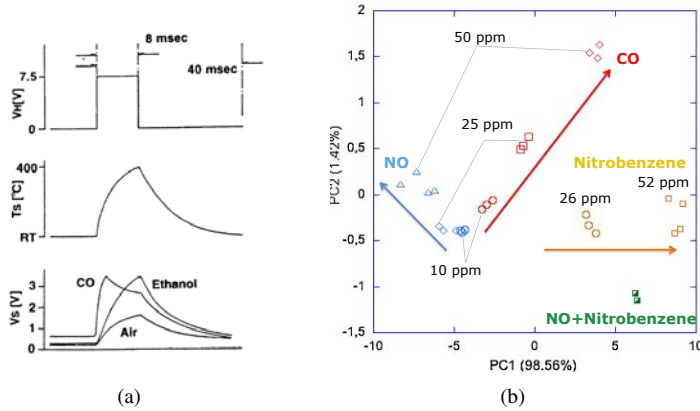 (a)
8 msec
40 msec
7.5
0
VH[V]
400
RT
Ts [°C]
CO
Ethanol
Air
3
2
1
0
Vs [V]
(b)
2
1,5
1
0,5
0
-0,5
-1
-1,5
-10
-5
0
5
10
PC2 (1.42%)
PC1 (98.56%)
50 ppm
CO
25 ppm
NO
Nitrobenzene
52 ppm
26 ppm
10 ppm
NO+Nitrobenzene
(a)
(b)